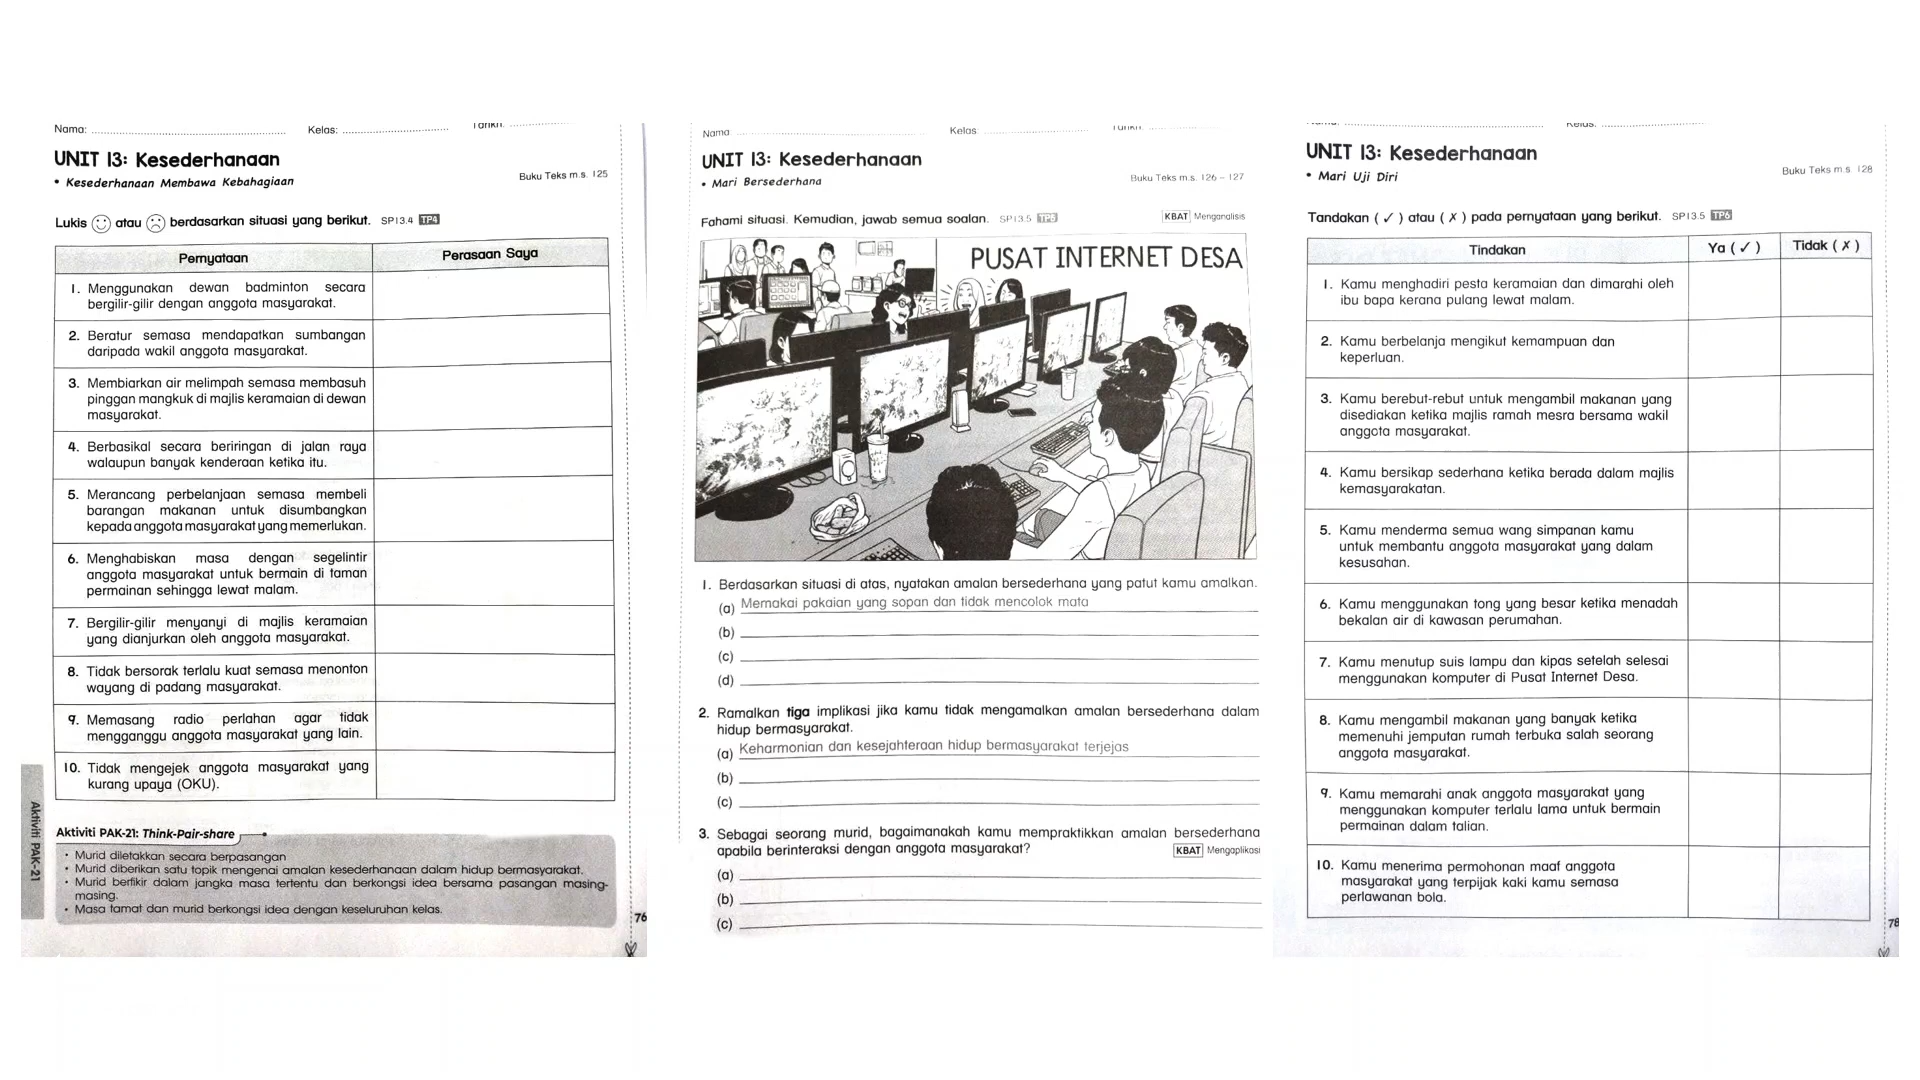 Nama:
Kelas:
Tarikh:
UNIT 13: Kesederhanaan
• Kesederhanaan Membawa Kebahagiaan
Buku Teks m.s. 125
Lukis atau berdasarkan situasi yang berikut. SP13.4 TP4
Pernyataan
Perasaan Saya
1. Menggunakan dewan badminton secara
bergilir-gilir dengan anggota masyarakat.
2. Beratur semasa mendapatkan sumbangan
daripada wakil anggota masyarakat.
3. Membiarkan air melimpah semasa membasuh
pinggan mangkuk di majlis keramaian di dewan
masyarakat.
4. Berbasikal secara beriringan di jalan raya
walaupun banyak kenderaan ketika itu.
5. Merancang perbelanjaan semasa membeli
barangan makanan untuk disumbangkan
kepada anggota masyarakat yang memerlukan.
6. Menghabiskan masa dengan segelintir
anggota masyarakat untuk bermain di taman
permainan sehingga lewat malam.
7. Bergilir-gilir menyanyi di majlis keramaian
yang dianjurkan oleh anggota masyarakat.
8. Tidak bersorak terlalu kuat semasa menonton
wayang di padang masyarakat.
9. Memasang radio perlahan agar tidak
mengganggu anggota masyarakat yang lain.
10. Tidak mengejek anggota masyarakat yang
kurang upaya (OKU).
Aktiviti PAK-21
Aktiviti PAK-21: Think-Pair-share
• Murid diletakkan secara berpasangan
• Murid diberikan satu topik mengenai amalan kesederhanaan dalam hidup bermasyarakat.
• Murid berfikir dalam jangka masa tertentu dan berkongsi idea bersama pasangan masing-
masing.
• Masa tamat dan murid berkongsi idea dengan keseluruhan kelas.
76
Nama
Kelas
Tarikh:
UNIT 13: Kesederhanaan
• Mari Bersederhana
Buku Teks m.s. 126 – 127
Fahami situasi. Kemudian, jawab semua soalan. SP13.5 TP5
KBAT Menganalisis
PUSAT INTERNET DESA
1. Berdasarkan situasi di atas, nyatakan amalan bersederhana yang patut kamu amalkan.
(a) Memakai pakaian yang sopan dan tidak mencolok mata
(b)
(c)
(d)
2. Ramalkan tiga implikasi jika kamu tidak mengamalkan amalan bersederhana dalam
hidup bermasyarakat.
(a) Keharmonian dan kesejahteraan hidup bermasyarakat terjejas
(b)
(c)
3. Sebagai seorang murid, bagaimanakah kamu mempraktikkan amalan bersederhana
apabila berinteraksi dengan anggota masyarakat?
KBAT Mengaplikasi
(a)
(b)
(c)
Kelas:
UNIT 13: Kesederhanaan
• Mari Uji Diri
Buku Teks m.s. 128
Tandakan ( ✓ ) atau ( ✗ ) pada pernyataan yang berikut. SP13.5 TP6
Tindakan
Ya ( ✓ )
Tidak ( ✗ )
1. Kamu menghadiri pesta keramaian dan dimarahi oleh
ibu bapa kerana pulang lewat malam.
2. Kamu berbelanja mengikut kemampuan dan
keperluan.
3. Kamu berebut-rebut untuk mengambil makanan yang
disediakan ketika majlis ramah mesra bersama wakil
anggota masyarakat.
4. Kamu bersikap sederhana ketika berada dalam majlis
kemasyarakatan.
5. Kamu menderma semua wang simpanan kamu
untuk membantu anggota masyarakat yang dalam
kesusahan.
6. Kamu menggunakan tong yang besar ketika menadah
bekalan air di kawasan perumahan.
7. Kamu menutup suis lampu dan kipas setelah selesai
menggunakan komputer di Pusat Internet Desa.
8. Kamu mengambil makanan yang banyak ketika
memenuhi jemputan rumah terbuka salah seorang
anggota masyarakat.
9. Kamu memarahi anak anggota masyarakat yang
menggunakan komputer terlalu lama untuk bermain
permainan dalam talian.
10. Kamu menerima permohonan maaf anggota
masyarakat yang terpijak kaki kamu semasa
perlawanan bola.
78